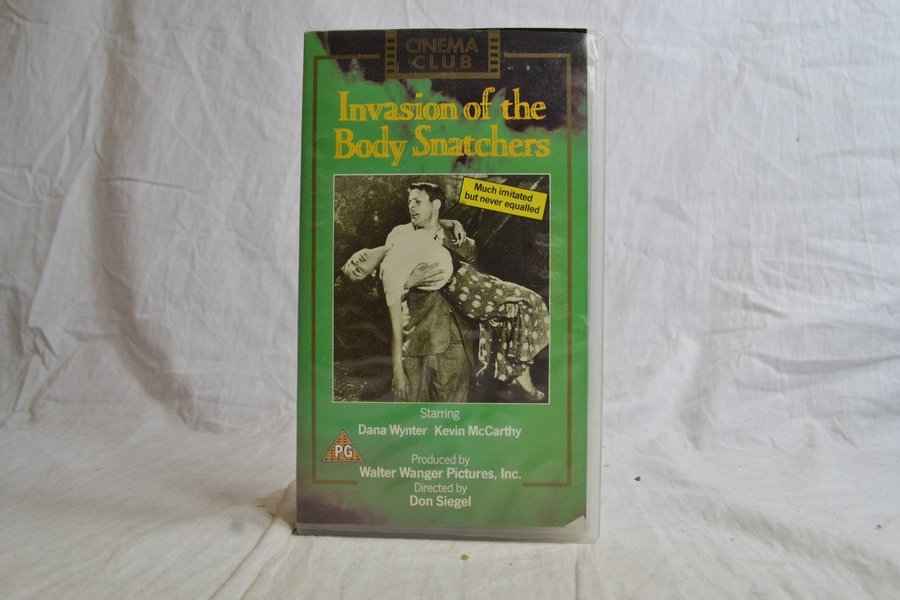 CINEMA
CLUB
Invasion of the
Body Snatchers
Much imitated
but never equalled
Starring
Dana Wynter Kevin McCarthy
PG
Produced by
Walter Wanger Pictures, Inc.
Directed by
Don Siegel